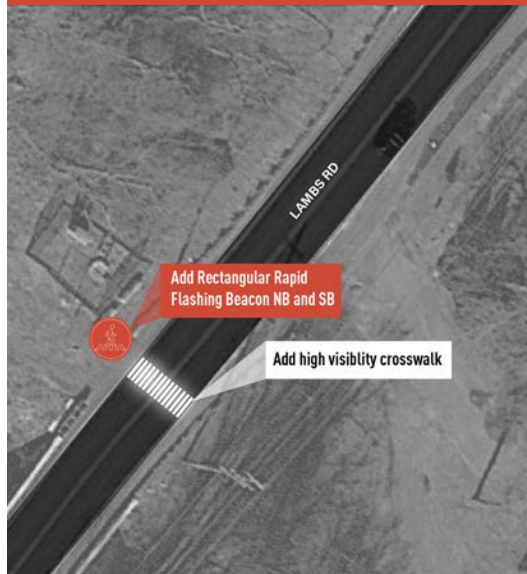 LAMBS RD
Add Rectangular Rapid
Flashing Beacon NB and SB
Add high visiblity crosswalk